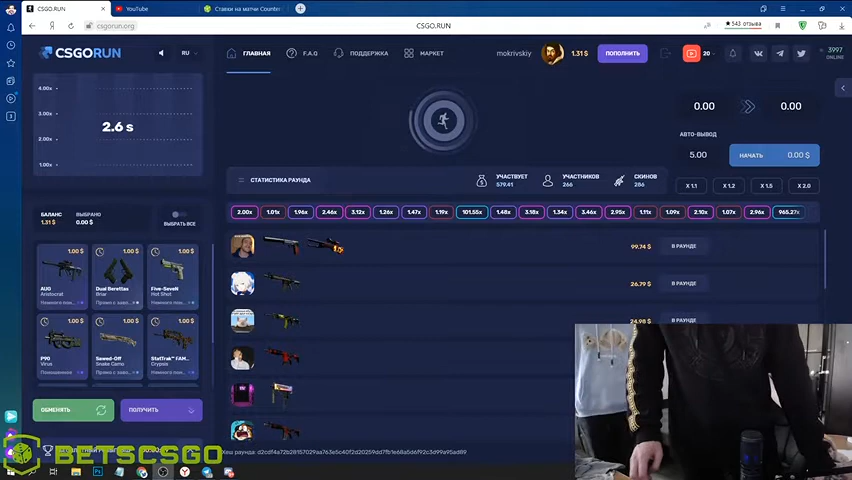 CSGO.RUN
YouTube
Ставки на матчи Counter
csgorun.org
CSGO.RUN
543 отзыва
CSGORUN
RU
ГЛАВНАЯ
F.A.Q
ПОДДЕРЖКА
МАРКЕТ
mokrivskiy
1.31 $
ПОПОЛНИТЬ
20
3997
ONLINE
4.00x
3.00x
2.00x
1.00x
2.6 s
0.00
0.00
АВТО-ВЫВОД
5.00
НАЧАТЬ
0.00 $
X 1.1
X 1.2
X 1.5
X 2.0
СТАТИСТИКА РАУНДА
УЧАСТВУЕТ
579.41
УЧАСТНИКОВ
266
СКИНОВ
286
2.00x
1.01x
1.96x
2.46x
3.12x
1.26x
1.47x
1.19x
101.55x
1.48x
3.18x
1.34x
3.46x
2.95x
1.11x
1.09x
2.10x
1.07x
2.96x
965.27x
БАЛАНС
1.31 $
ВЫБРАНО
0.00 $
ВЫБРАТЬ ВСЕ
1.00 $
AUG
Aristocrat
1.00 $
Dual Berettas
Briar
1.00 $
Five-SeveN
Hot Shot
1.00 $
P90
Virus
1.00 $
Sawed-Off
Snake Camo
1.00 $
StatTrak™ FAM...
Crypsis
99.74 $
В РАУНДЕ
26.79 $
В РАУНДЕ
24.98 $
В РАУНДЕ
ОБМЕНЯТЬ
ПОЛУЧИТЬ
BETSCSGO